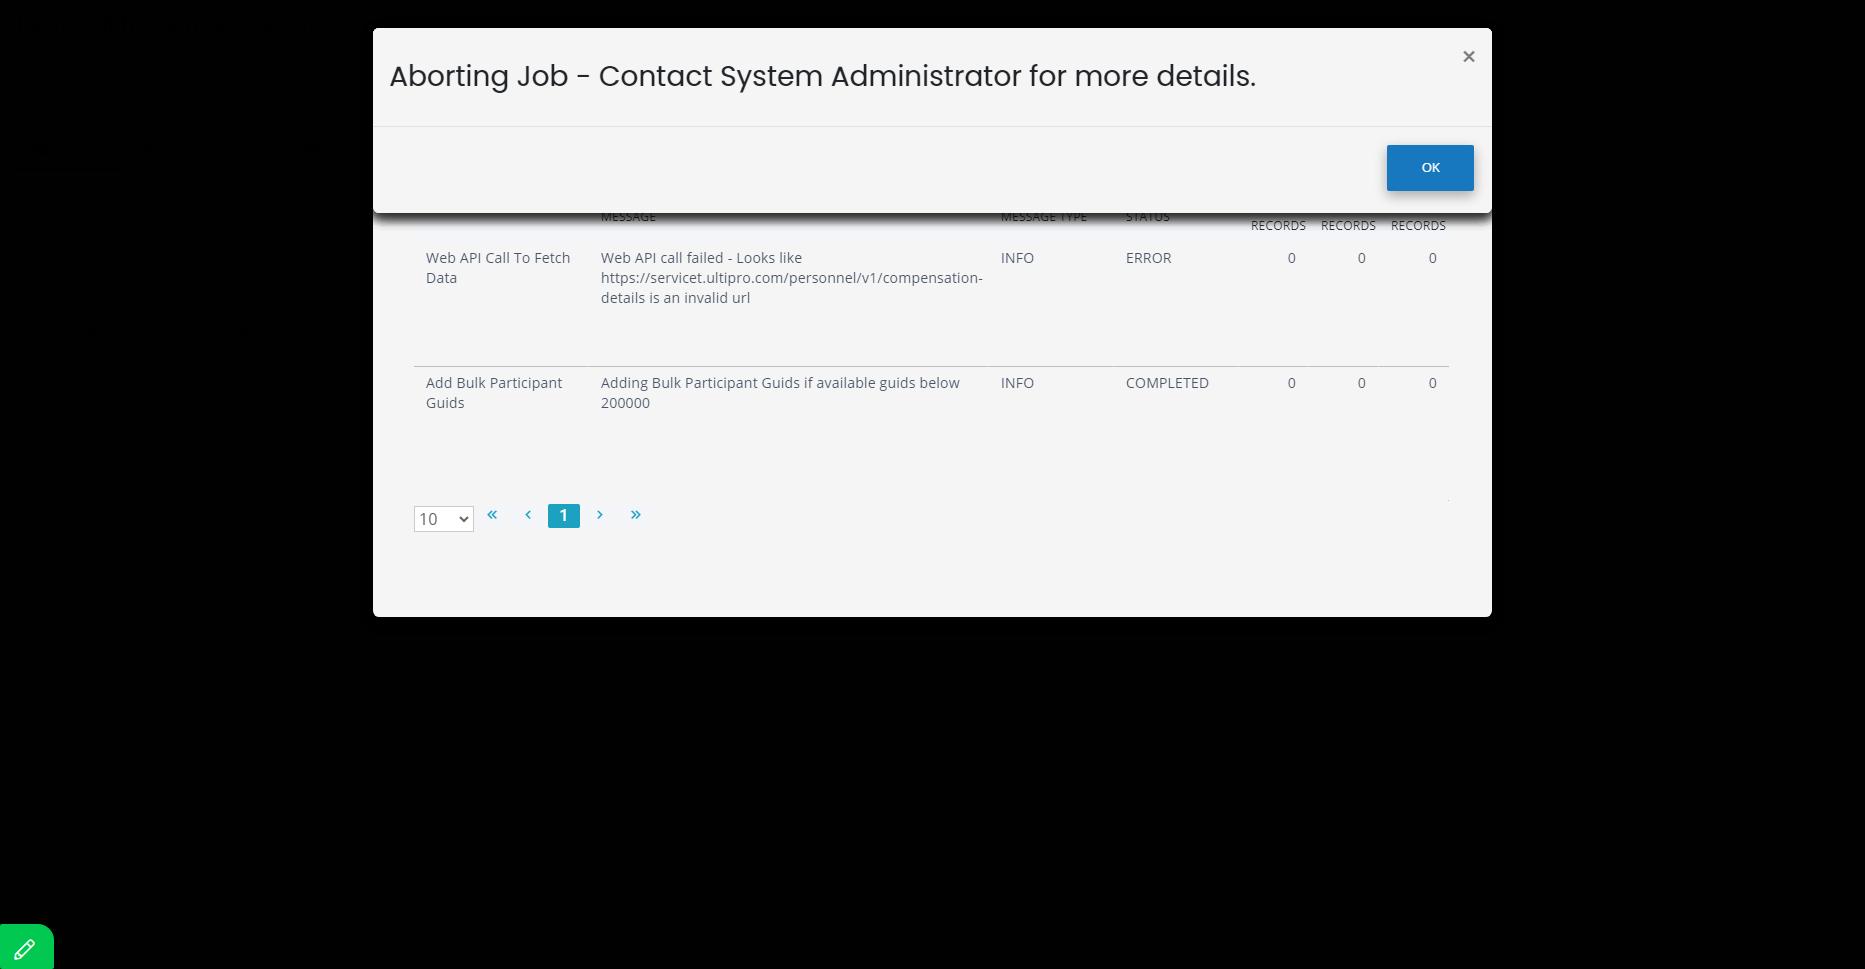 Aborting Job - Contact System Administrator for more details.
×
OK
MESSAGE MESSAGE TYPE STATUS
RECORDS RECORDS RECORDS
Web API Call To Fetch Web API call failed - Looks like INFO ERROR 0 0 0
Data https://servicet.ultipro.com/personnel/v1/compensation-
details is an invalid url
Add Bulk Participant Adding Bulk Participant Guids if available guids below INFO COMPLETED 0 0 0
Guids 200000
10 « ‹ 1 › »